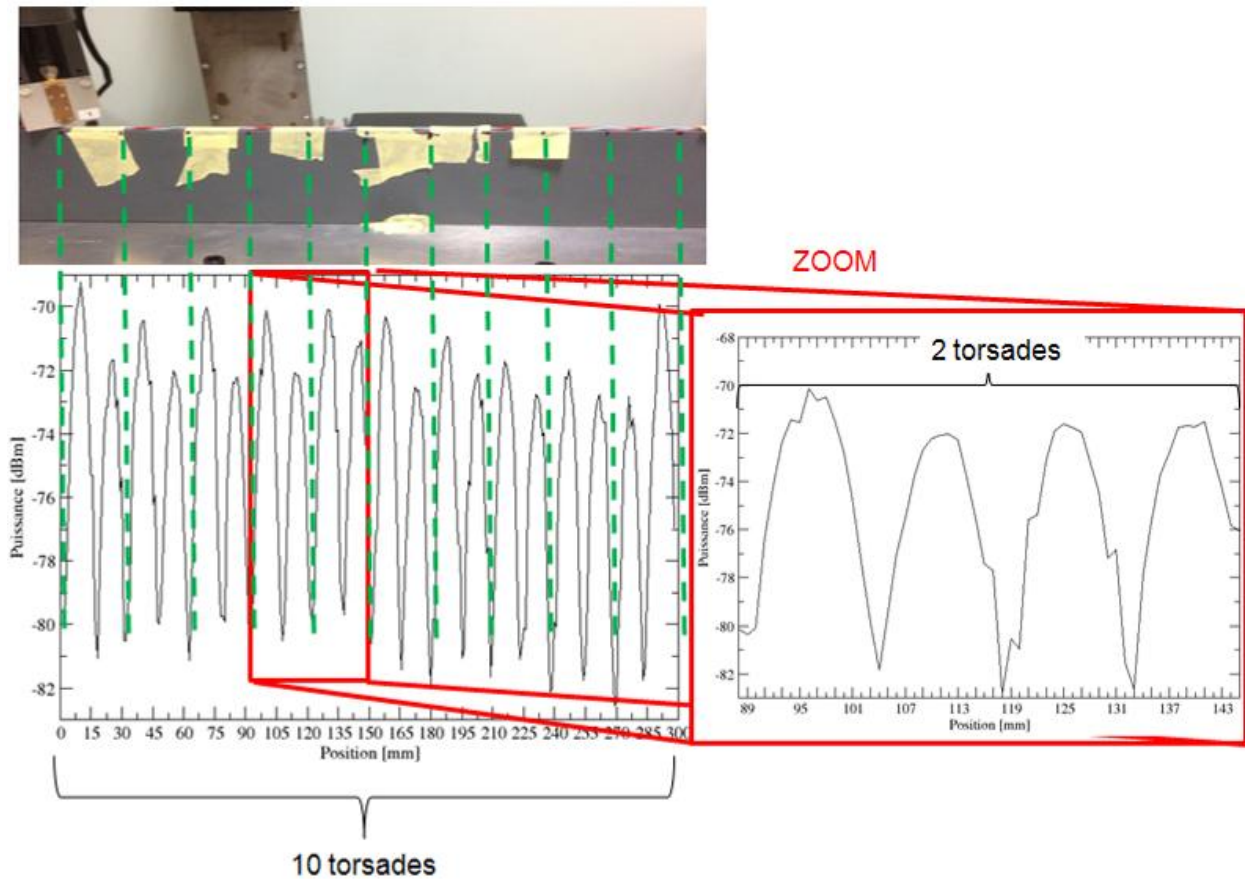 ZOOM
-70
-72
-74
-76
-78
-80
-82
Puissance [dBm]
0 15 30 45 60 75 90 105 120 135 150 165 180 195 210 225 240 255 270 285 300
Position [mm]
10 torsades
2 torsades
-68
-70
-72
-74
-76
-78
-80
-82
Puissance [dBm]
89 95 101 107 113 119 125 131 137 143
Position [mm]